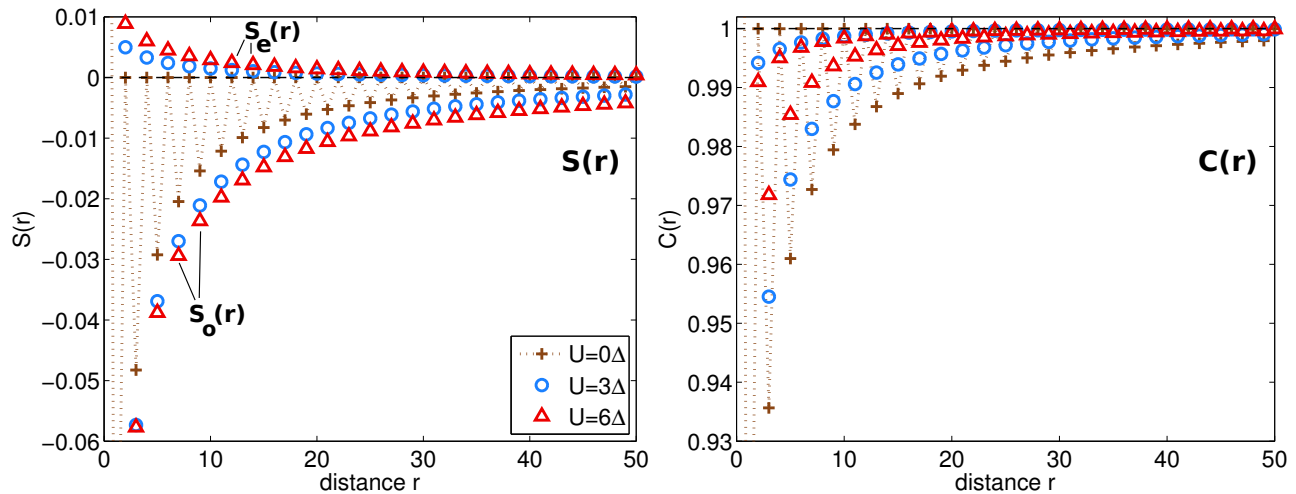 0.01
0
−0.01
−0.02
−0.03
−0.04
−0.05
−0.06
0 10 20 30 40 50
distance r
S(r)
Se(r)
So(r)
S(r)
U=0Δ
U=3Δ
U=6Δ
1
0.99
0.98
0.97
0.96
0.95
0.94
0.93
0 10 20 30 40 50
distance r
C(r)
C(r)